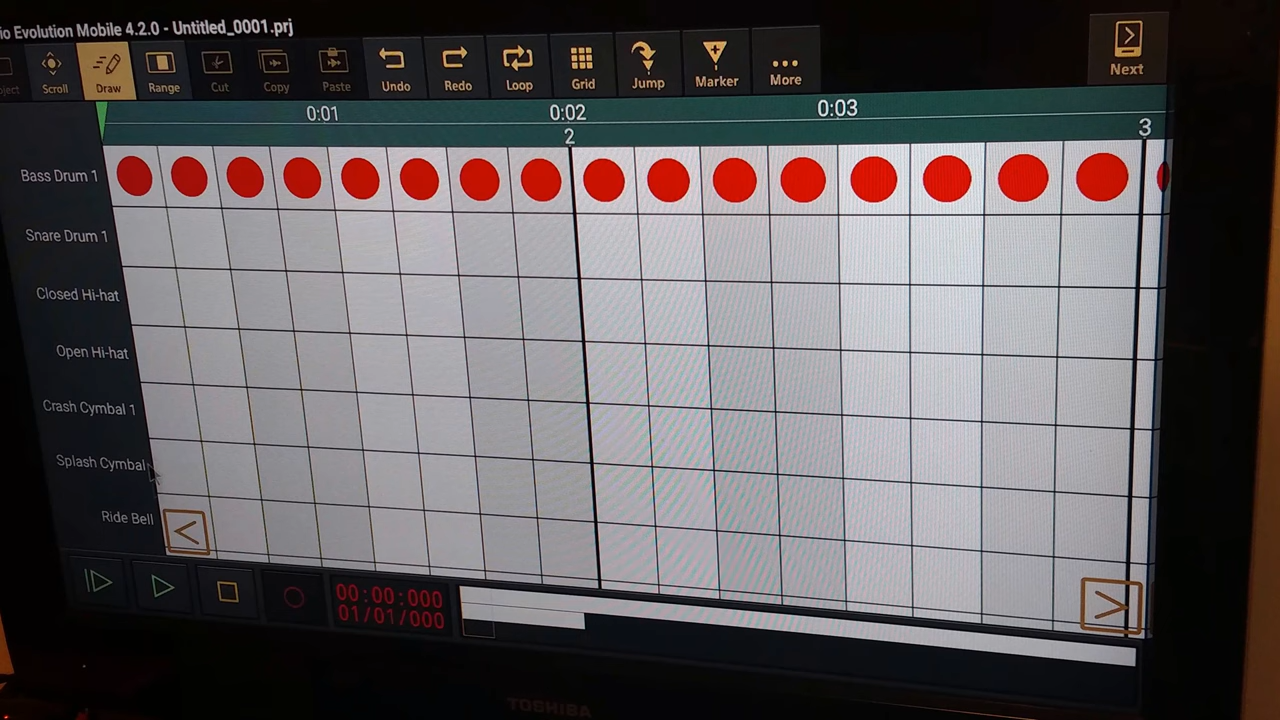 io Evolution Mobile 4.2.0 - Untitled_0001.prj
ject Scroll Draw Range Cut Copy Paste Undo Redo Loop Grid Jump Marker More Next
0:01 0:02 0:03
2 3
Bass Drum 1
Snare Drum 1
Closed Hi-hat
Open Hi-hat
Crash Cymbal 1
Splash Cymbal
Ride Bell
00:00:000
01/01/000
TOSHIBA